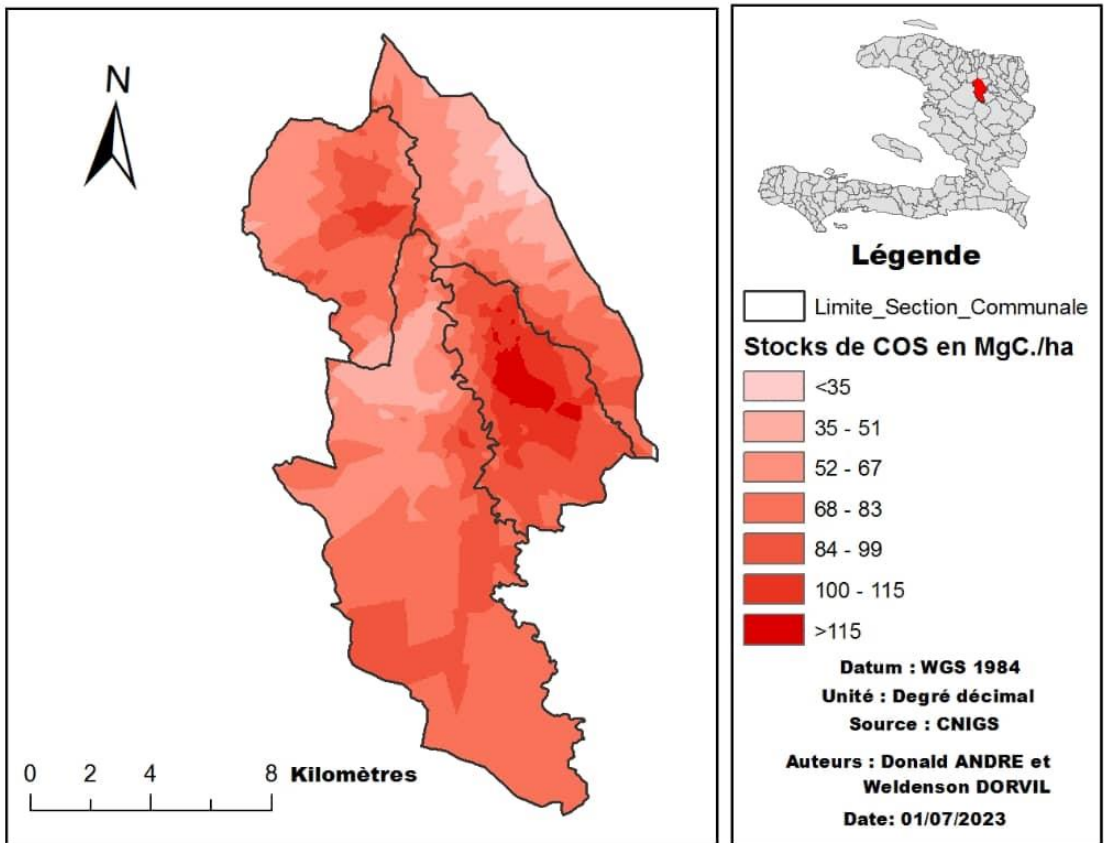 N
0 2 4 8 Kilomètres
Légende
Limite_Section_Communale
Stocks de COS en MgC./ha
<35
35 - 51
52 - 67
68 - 83
84 - 99
100 - 115
>115
Datum : WGS 1984
Unité : Degré décimal
Source : CNIGS
Auteurs : Donald ANDRE et
Weldenson DORVIL
Date: 01/07/2023